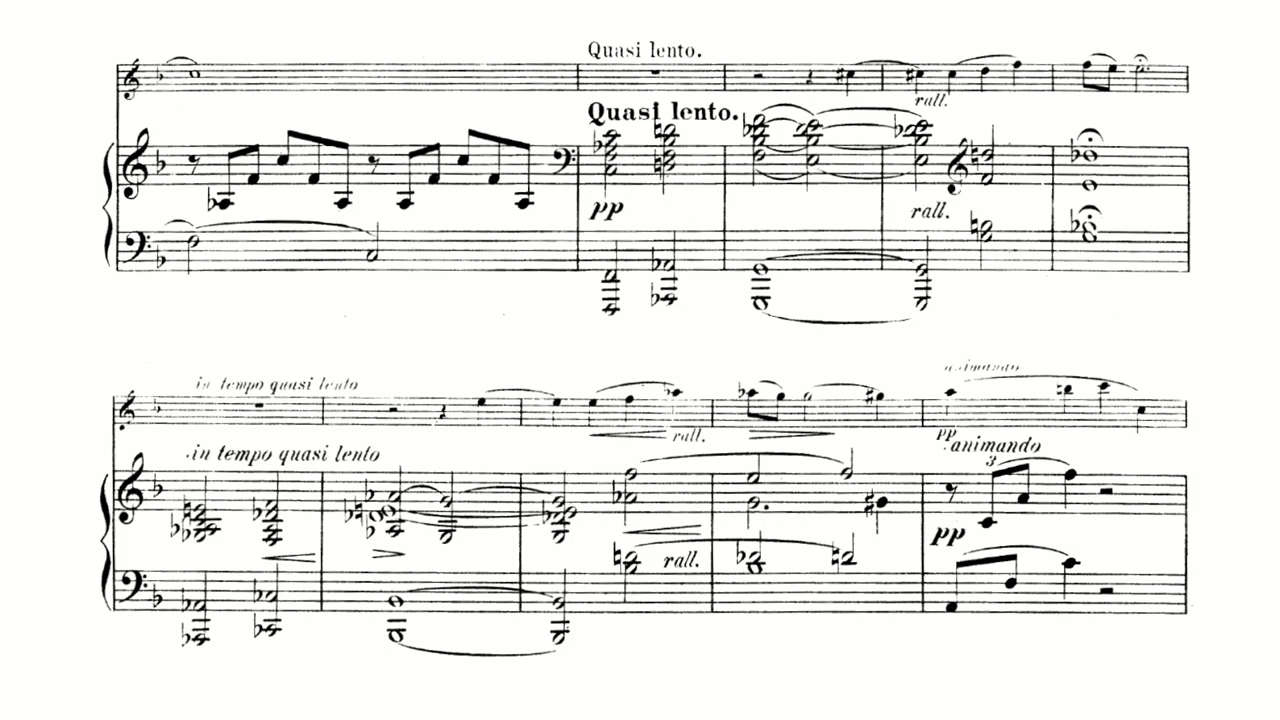 Quasi lento.
rall.
Quasi lento.
pp
rall.
in tempo quasi lento
animando
rall.
pp
in tempo quasi lento
animando
3
rall.
pp